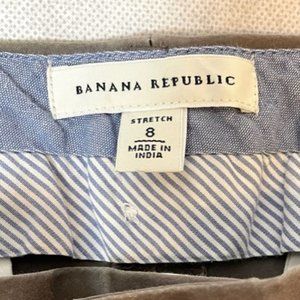 BANANA REPUBLIC
STRETCH
8
MADE IN
INDIA